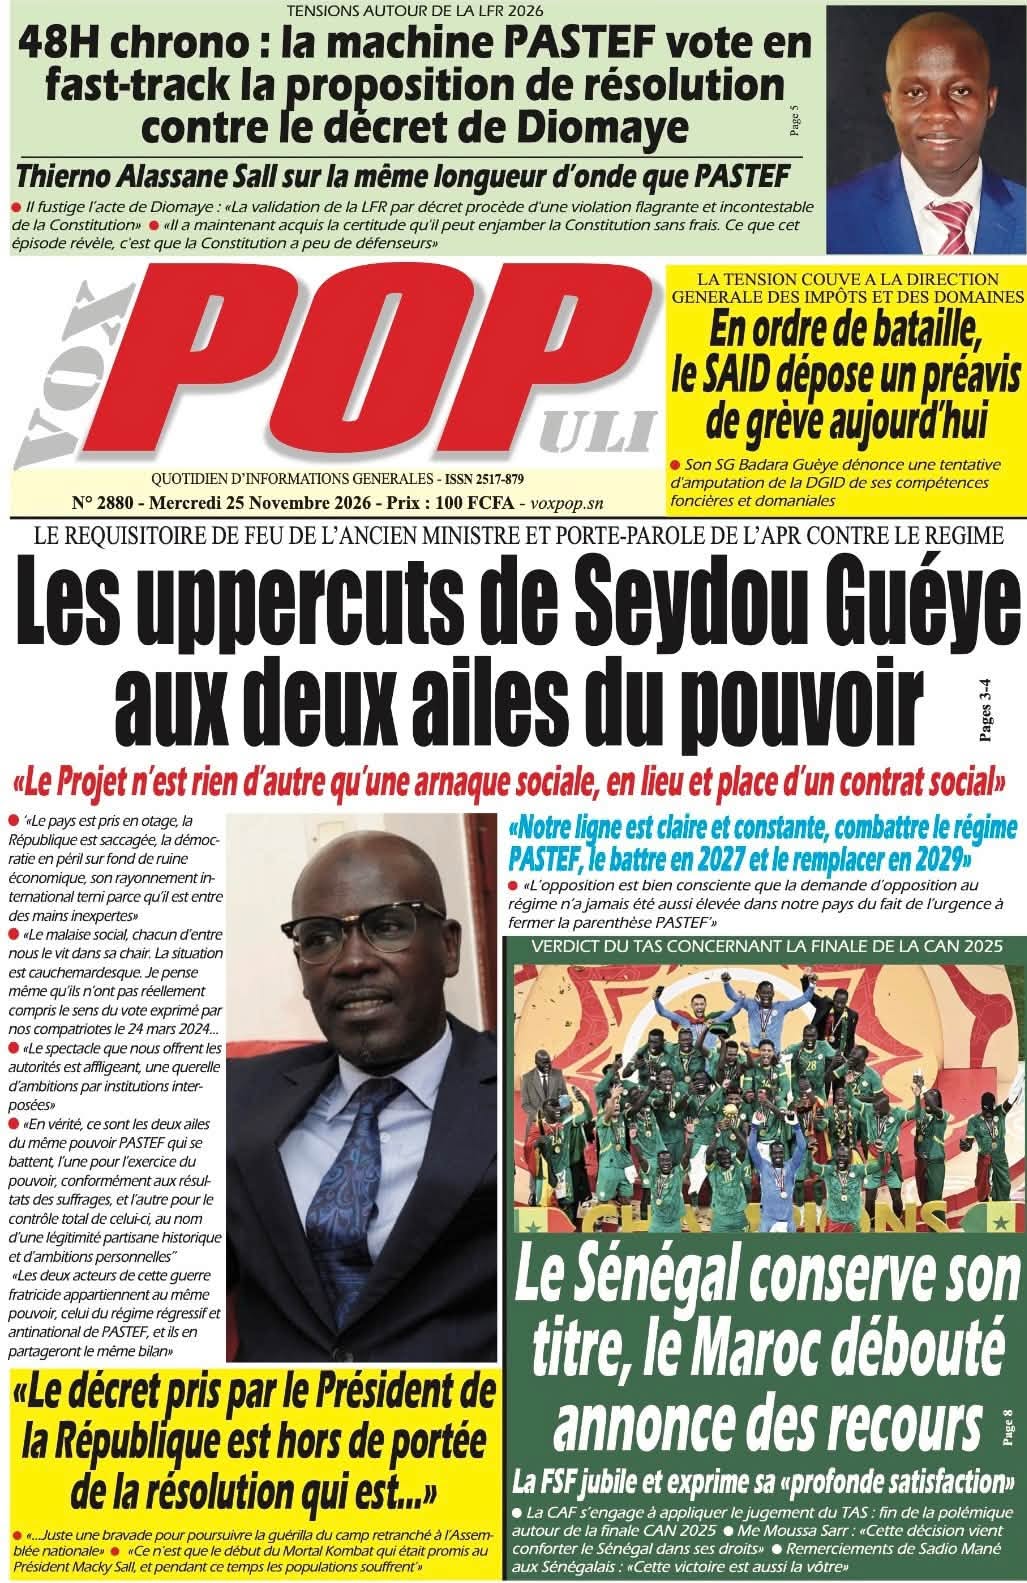 TENSIONS AUTOUR DE LA LFR 2026
48H chrono : la machine PASTEF vote en
fast-track la proposition de résolution
contre le décret de Diomaye
Page 5
Thierno Alassane Sall sur la même longueur d'onde que PASTEF
● Il fustige l'acte de Diomaye : «La validation de la LFR par décret procède d'une violation flagrante et incontestable
de la Constitution» ● «Il a maintenant acquis la certitude qu'il peut enjamber la Constitution sans frais. Ce que cet
épisode révèle, c'est que la Constitution a peu de défenseurs»
VOX
POP
ULI
QUOTIDIEN D'INFORMATIONS GENERALES - ISSN 2517-879
N° 2880 - Mercredi 25 Novembre 2026 - Prix : 100 FCFA - voxpop.sn
LA TENSION COUVE A LA DIRECTION
GENERALE DES IMPÔTS ET DES DOMAINES
En ordre de bataille,
le SAID dépose un préavis
de grève aujourd'hui
● Son SG Badara Guèye dénonce une tentative
d'amputation de la DGID de ses compétences
foncières et domaniales
LE REQUISITOIRE DE FEU DE L'ANCIEN MINISTRE ET PORTE-PAROLE DE L'APR CONTRE LE REGIME
Les uppercuts de Seydou Guéye
aux deux ailes du pouvoir
Pages 3-4
«Le Projet n'est rien d'autre qu'une arnaque sociale, en lieu et place d'un contrat social»
● '«Le pays est pris en otage, la
République est saccagée, la démoc-
ratie en péril sur fond de ruine
économique, son rayonnement in-
ternational terni parce qu'il est entre
des mains inexpertes»
● «Le malaise social, chacun d'entre
nous le vit dans sa chair. La situation
est cauchemardesque. Je pense
même qu'ils n'ont pas réellement
compris le sens du vote exprimé par
nos compatriotes le 24 mars 2024...
● «Le spectacle que nous offrent les
autorités est affligeant, une querelle
d'ambitions par institutions inter-
posées»
● «En vérité, ce sont les deux ailes
du même pouvoir PASTEF qui se
battent, l'une pour l'exercice du
pouvoir, conformément aux résul-
tats des suffrages, et l'autre pour le
contrôle total de celui-ci, au nom
d'une légitimité partisane historique
et d'ambitions personnelles"
«Les deux acteurs de cette guerre
fratricide appartiennent au même
pouvoir, celui du régime régressif et
antinational de PASTEF, et ils en
partageront le même bilan»
«Notre ligne est claire et constante, combattre le régime
PASTEF, le battre en 2027 et le remplacer en 2029»
● «L'opposition est bien consciente que la demande d'opposition au
régime n'a jamais été aussi élevée dans notre pays du fait de l'urgence à
fermer la parenthèse PASTEF'»
«Le décret pris par le Président de
la République est hors de portée
de la résolution qui est...»
● «...Juste une bravade pour poursuivre la guérilla du camp retranché à l'Assem-
blée nationale» ● «Ce n'est que le début du Mortal Kombat qui était promis au
Président Macky Sall, et pendant ce temps les populations souffrent'»
VERDICT DU TAS CONCERNANT LA FINALE DE LA CAN 2025
28
10
CHAMPIONS
Le Sénégal conserve son
titre, le Maroc débouté
annonce des recours
Page 8
La FSF jubile et exprime sa «profonde satisfaction»
● La CAF s'engage à appliquer le jugement du TAS : fin de la polémique
autour de la finale CAN 2025 ● Me Moussa Sarr : «Cette décision vient
conforter le Sénégal dans ses droits» ● Remerciements de Sadio Mané
aux Sénégalais : «Cette victoire est aussi la vôtre»